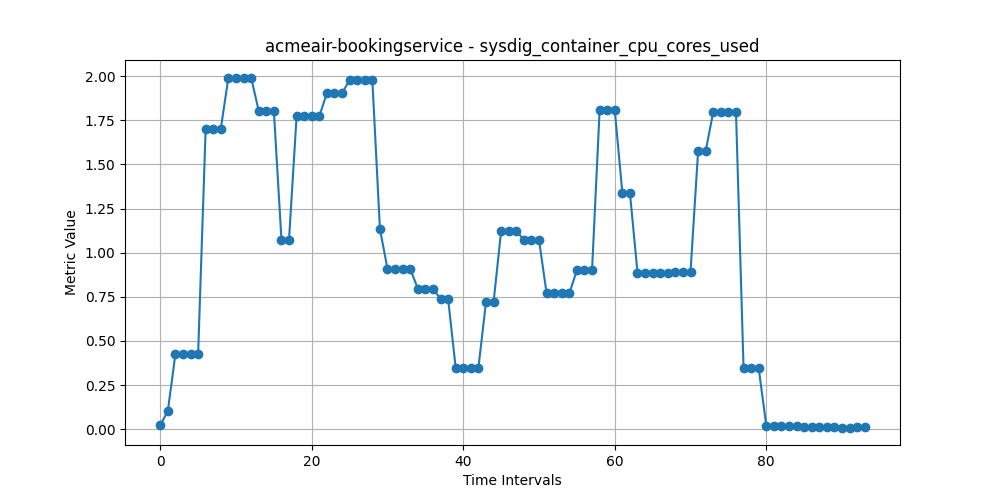 acmeair-bookingservice - sysdig_container_cpu_cores_used
2.00
1.75
1.50
1.25
1.00
0.75
0.50
0.25
0.00
Metric Value
0 20 40 60 80
Time Intervals